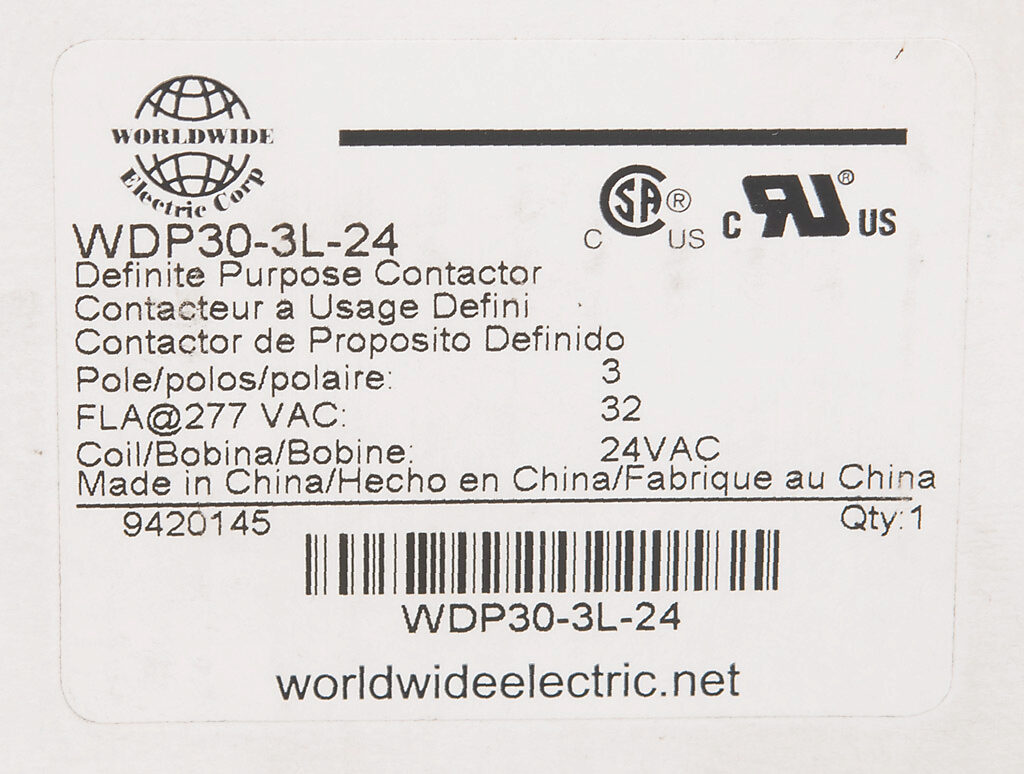 WORLDWIDE
Electric Corp
C SA ® C US
C RU ® US
WDP30-3L-24
Definite Purpose Contactor
Contacteur a Usage Defini
Contactor de Proposito Definido
Pole/polos/polaire: 3
FLA@277 VAC: 32
Coil/Bobina/Bobine: 24VAC
Made in China/Hecho en China/Fabrique au China
9420145 Qty:1
WDP30-3L-24
worldwideelectric.net